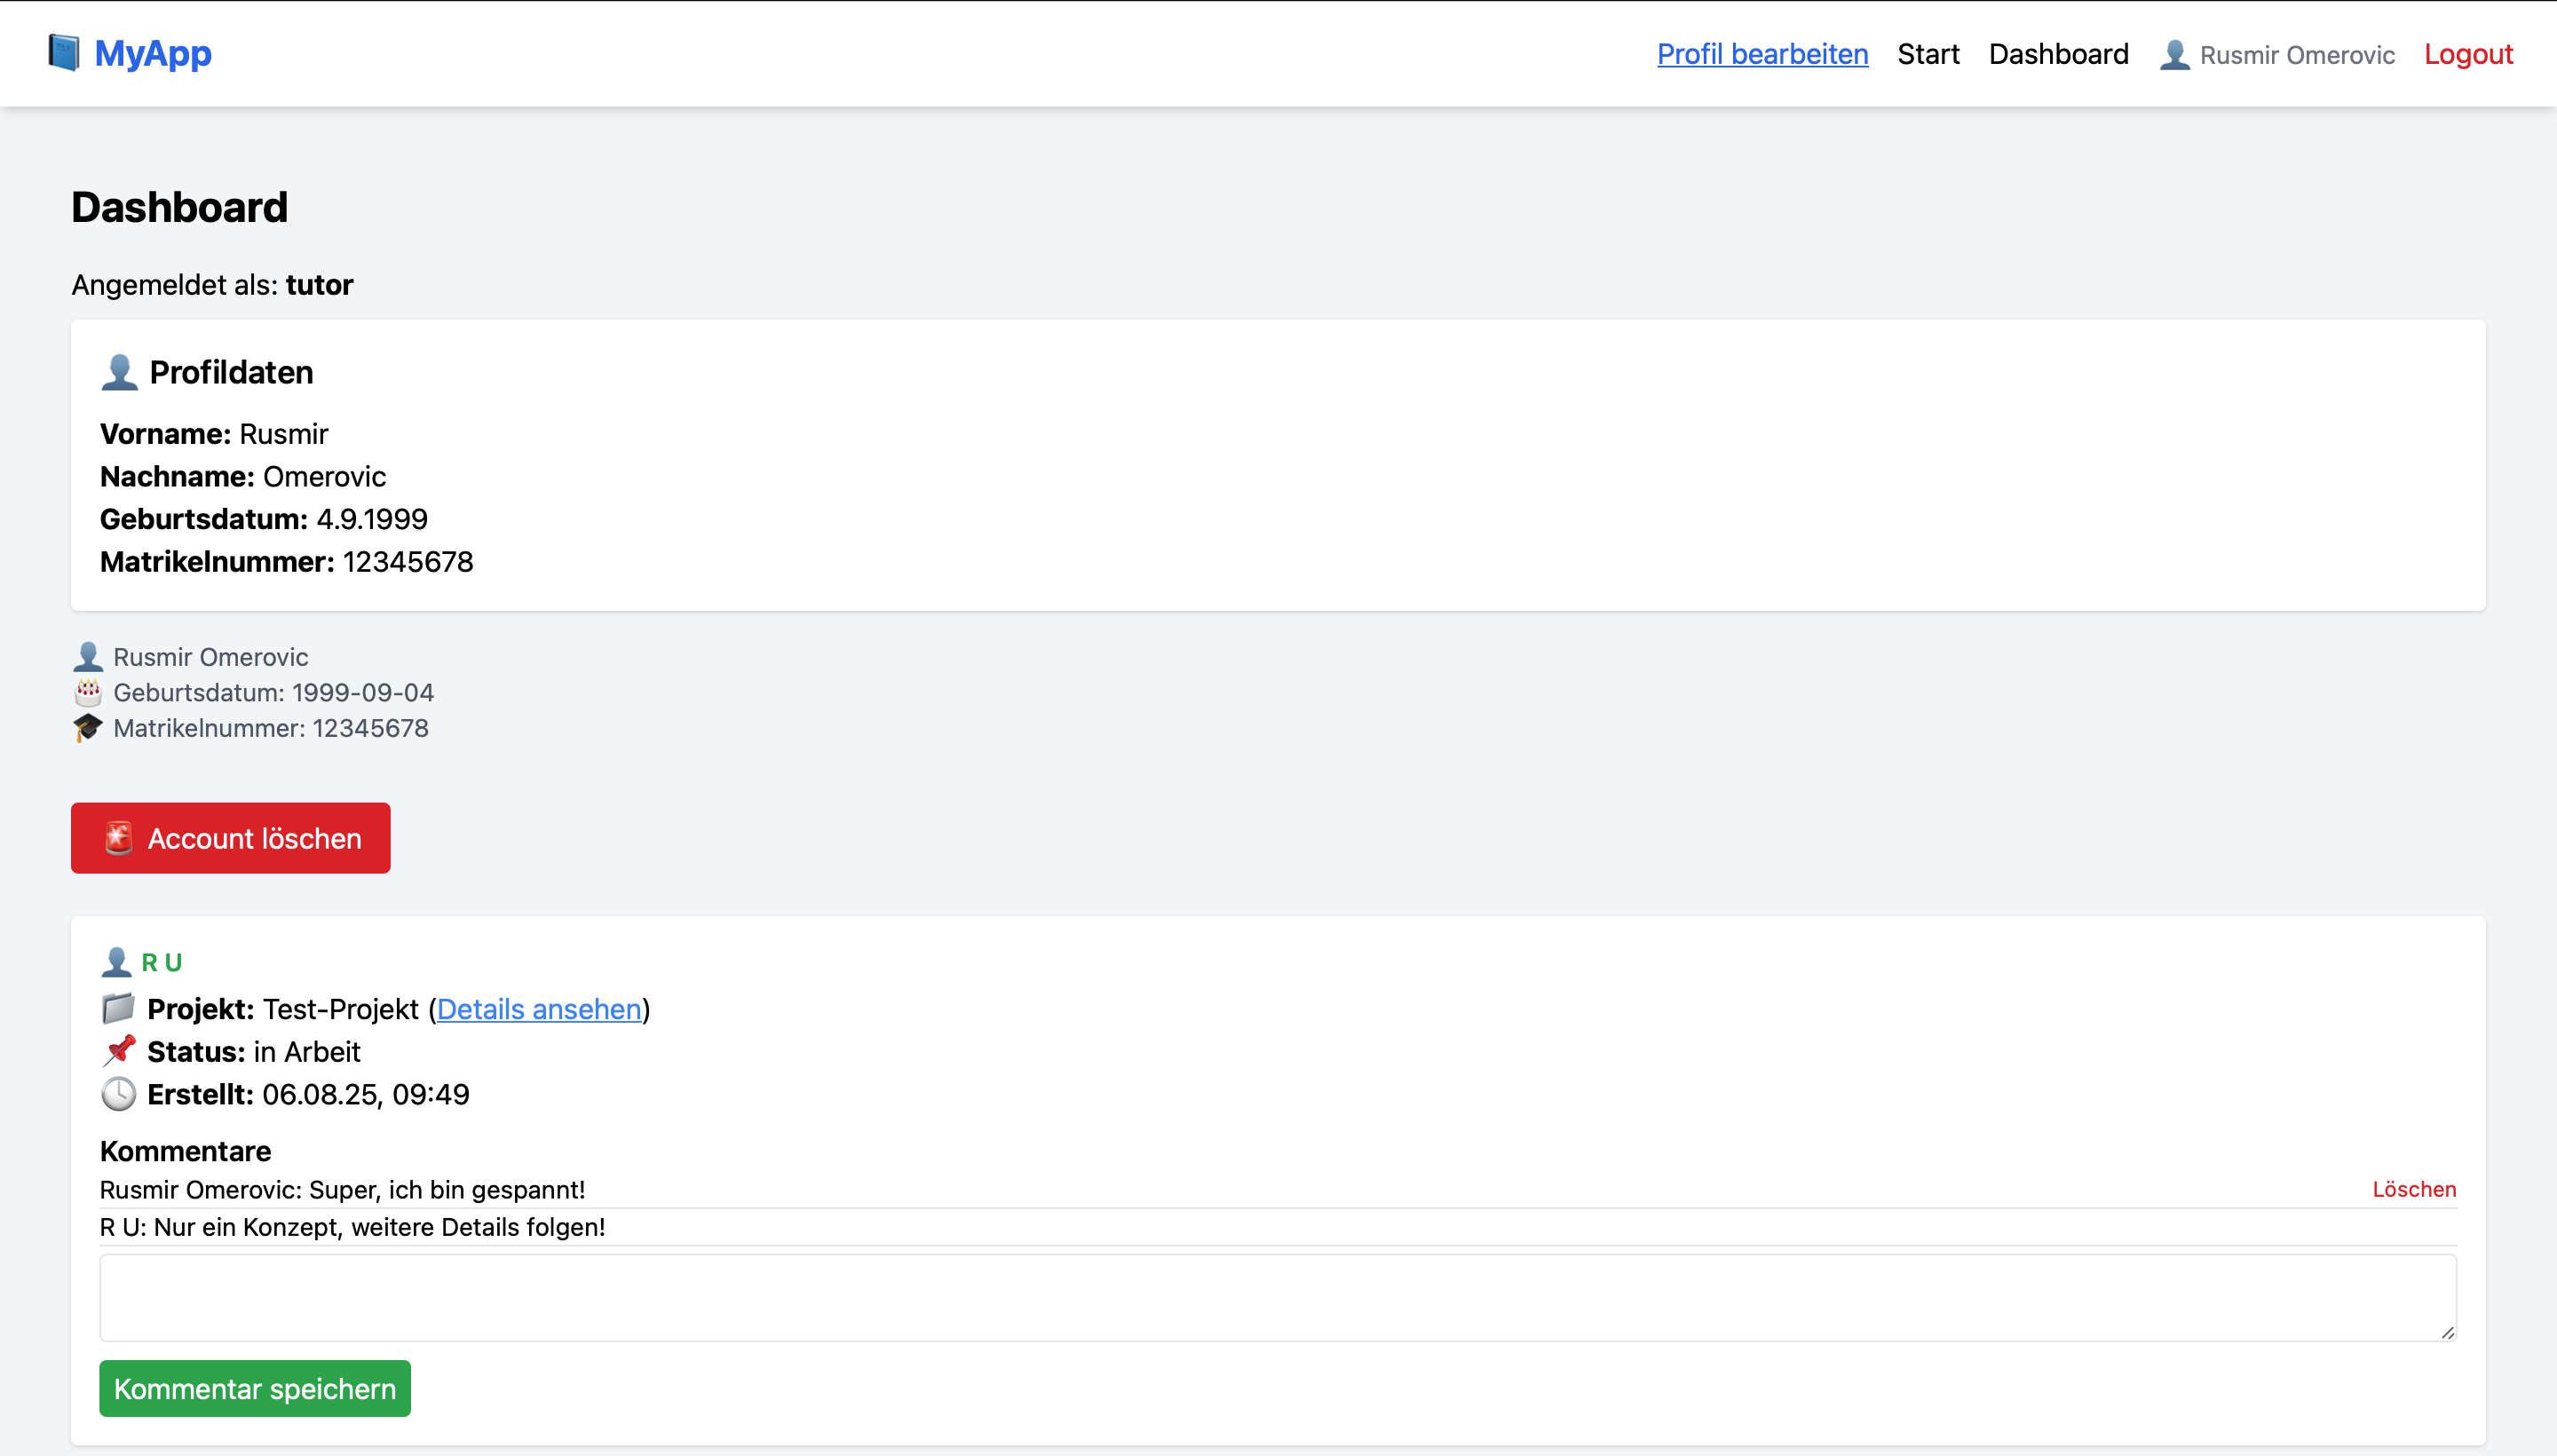 MyApp
Profil bearbeiten Start Dashboard Rusmir Omerovic Logout
Dashboard
Angemeldet als: tutor
Profildaten
Vorname: Rusmir
Nachname: Omerovic
Geburtsdatum: 4.9.1999
Matrikelnummer: 12345678
Rusmir Omerovic
Geburtsdatum: 1999-09-04
Matrikelnummer: 12345678
Account löschen
R U
Projekt: Test-Projekt (Details ansehen)
Status: in Arbeit
Erstellt: 06.08.25, 09:49
Kommentare
Rusmir Omerovic: Super, ich bin gespannt! Löschen
R U: Nur ein Konzept, weitere Details folgen!
Kommentar speichern